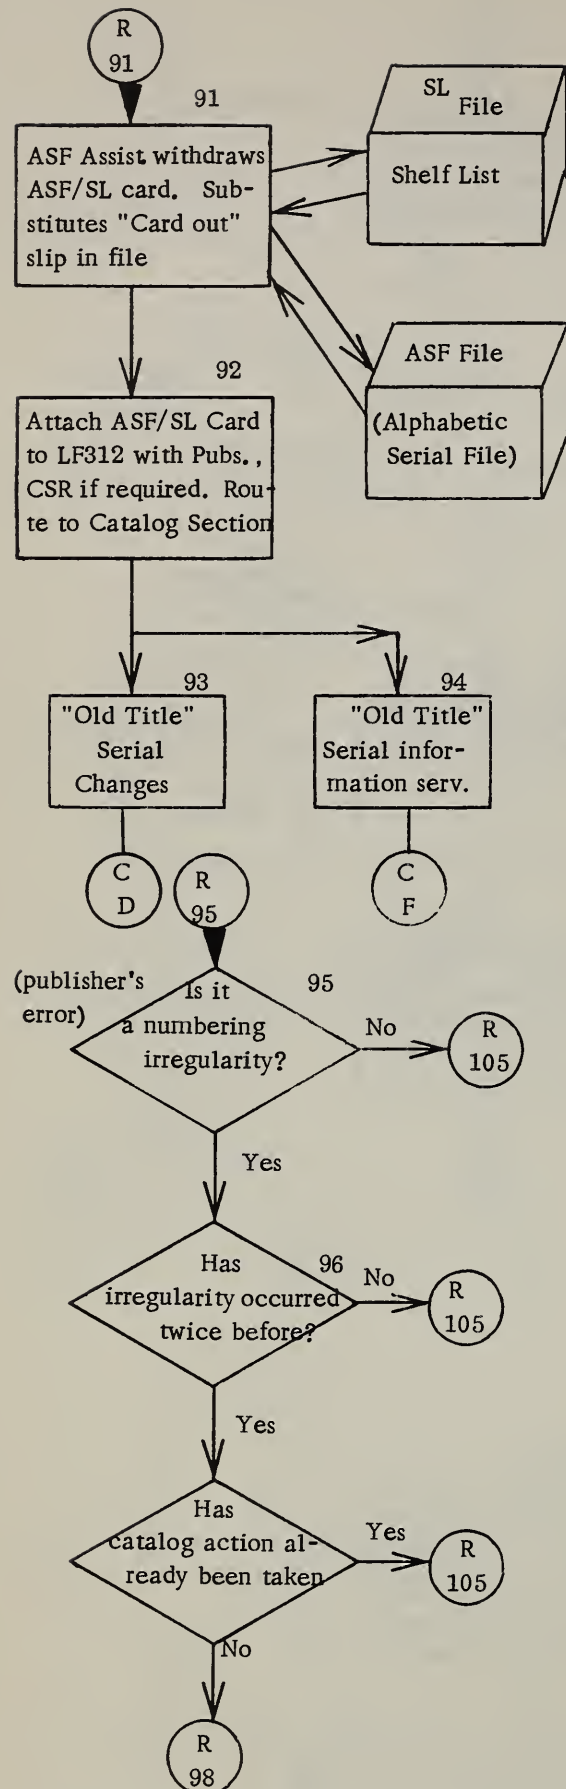 R
91
91
ASF Assist withdraws
ASF/SL card. Sub-
stitutes "Card out"
slip in file
SL
File
Shelf List
ASF File
(Alphabetic
Serial File)
92
Attach ASF/SL Card
to LF312 with Pubs.,
CSR if required. Rou-
te to Catalog Section
93
"Old Title"
Serial
Changes
94
"Old Title"
Serial infor-
mation serv.
C
D
R
95
C
F
(publisher's
error)
95
Is it
a numbering
irregularity?
No
R
105
Yes
96
Has
irregularity occurred
twice before?
No
R
105
Yes
Has
catalog action al-
ready been taken
Yes
R
105
No
R
98